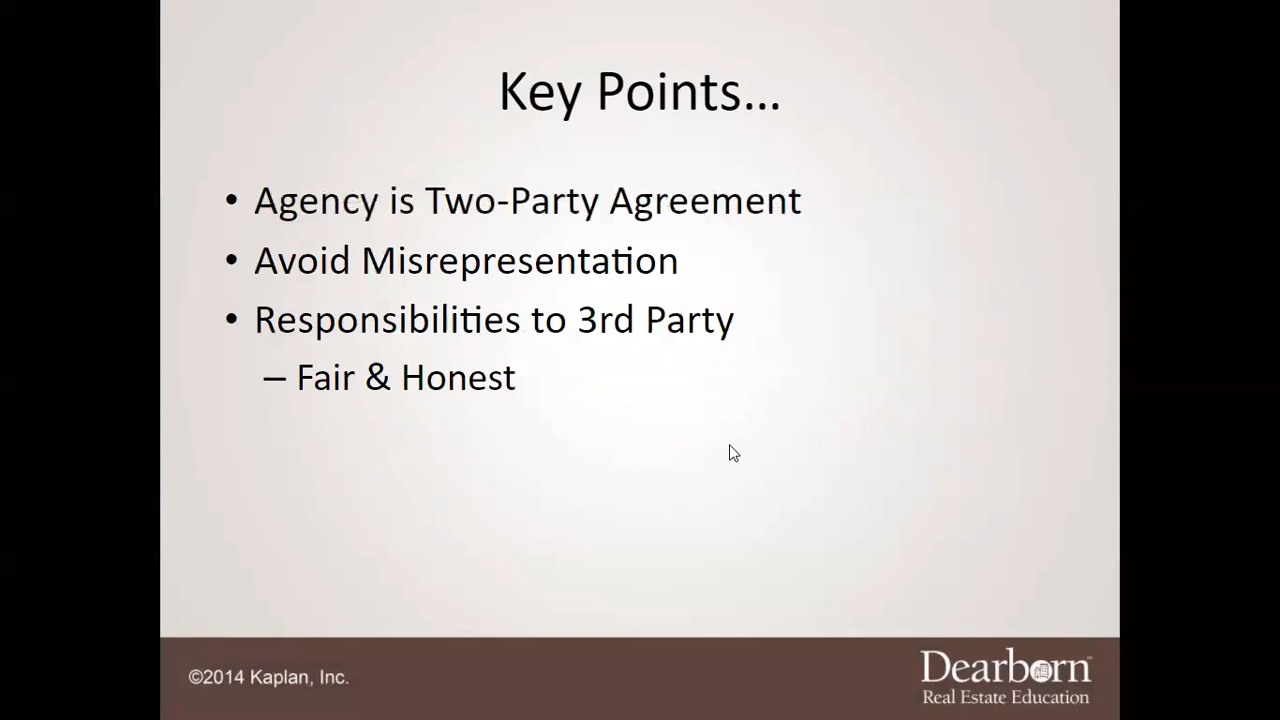 Key Points...
• Agency is Two-Party Agreement
• Avoid Misrepresentation
• Responsibilities to 3rd Party
– Fair & Honest
©2014 Kaplan, Inc.
Dearborn™
Real Estate Education